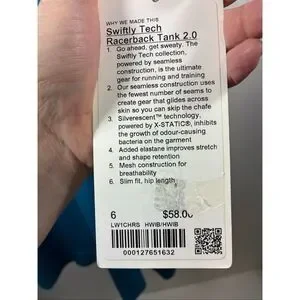 WHY WE MADE THIS
Swiftly Tech
Racerback Tank 2.0
1. Go ahead, get sweaty. The
Swiftly Tech collection,
powered by seamless
construction, is the ultimate
gear for running and training
2. Our seamless construction uses
the fewest number of seams to
create gear that glides across
skin so you can skip the chafe
3. Silverescent™ technology,
powered by X-STATIC®, inhibits
the growth of odour-causing
bacteria on the garment
4. Added elastane improves stretch
and shape retention
5. Mesh construction for
breathability
6. Slim fit, hip length
6 $58.00
LW1CHRS HWIB/HWIB
000127651632